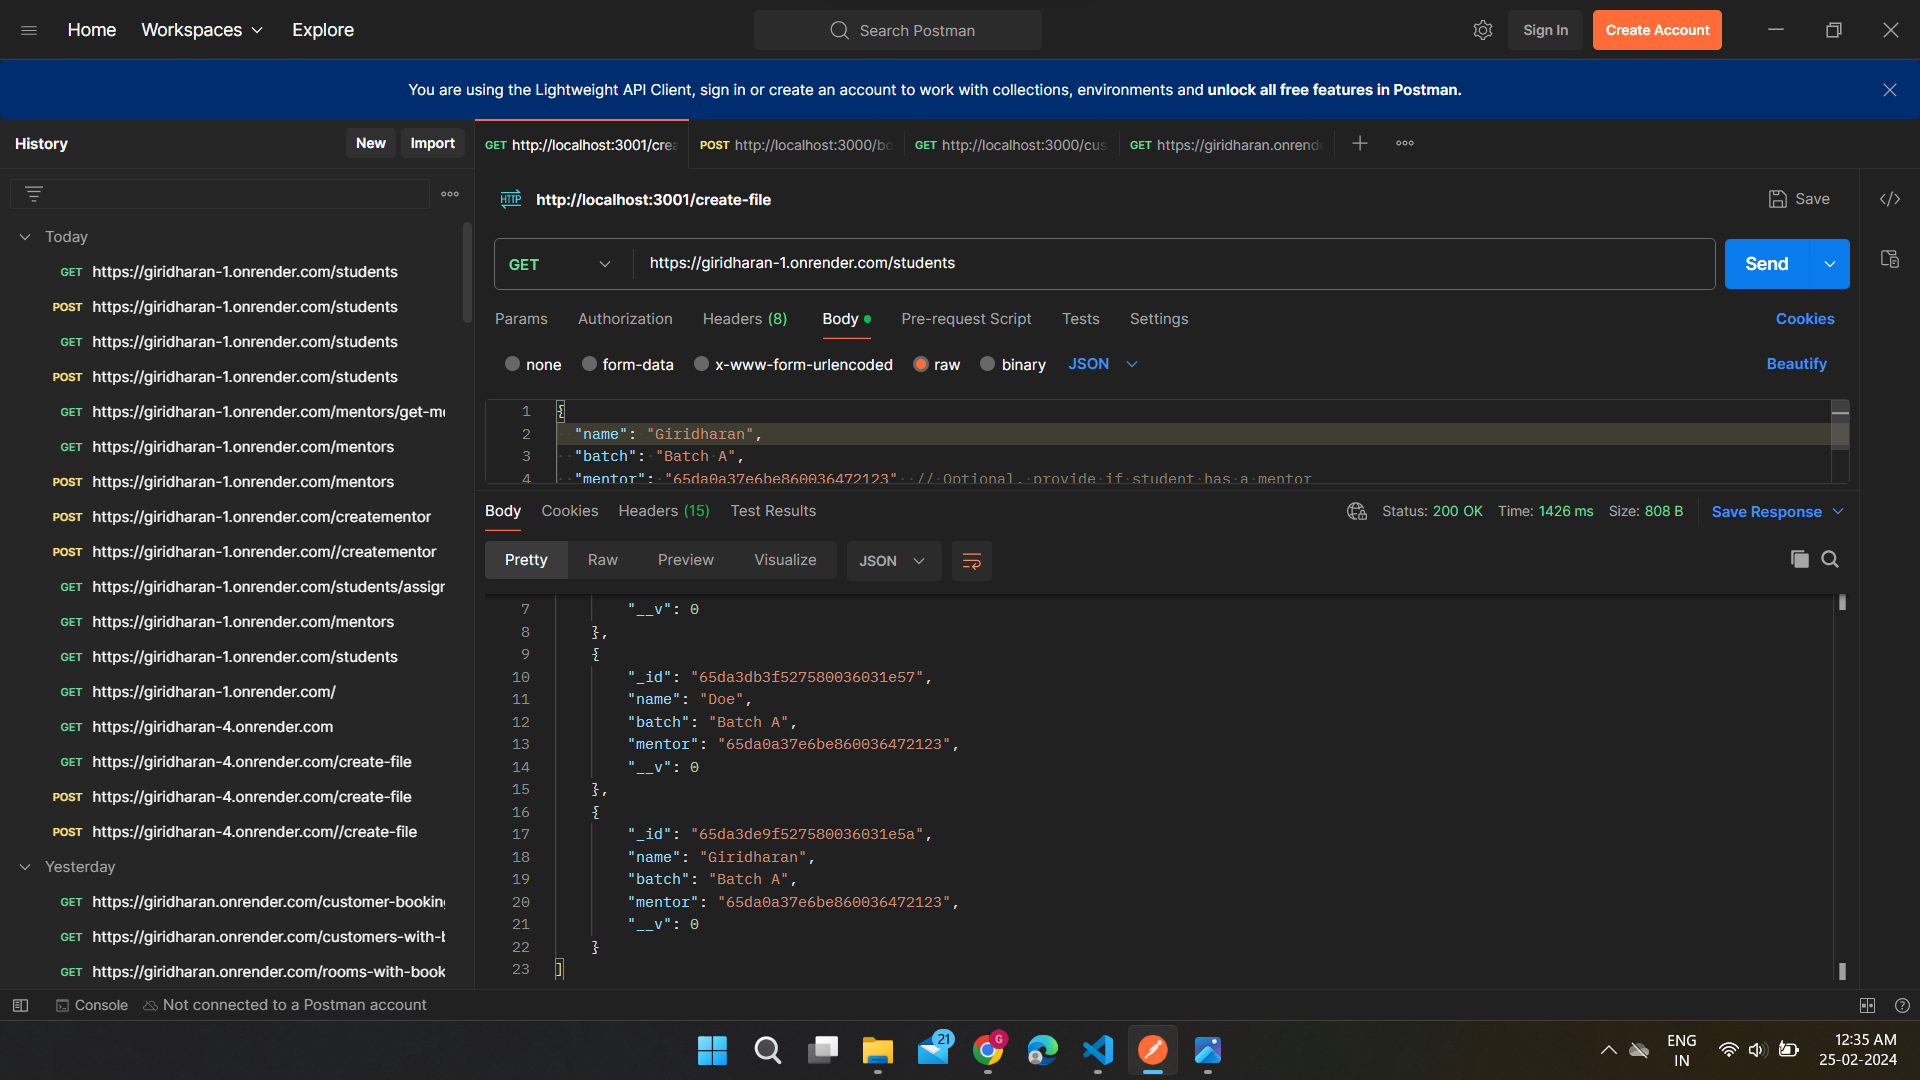 Home Workspaces Explore Search Postman Sign In Create Account
You are using the Lightweight API Client, sign in or create an account to work with collections, environments and unlock all free features in Postman.
History New Import
GET http://localhost:3001/crea POST http://localhost:3000/bo GET http://localhost:3000/cus GET https://giridharan.onrende
HTTP http://localhost:3001/create-file Save
Today
GET https://giridharan-1.onrender.com/students
POST https://giridharan-1.onrender.com/students
GET https://giridharan-1.onrender.com/students
POST https://giridharan-1.onrender.com/students
GET https://giridharan-1.onrender.com/mentors/get-me
GET https://giridharan-1.onrender.com/mentors
POST https://giridharan-1.onrender.com/mentors
POST https://giridharan-1.onrender.com/creatementor
POST https://giridharan-1.onrender.com//creatementor
GET https://giridharan-1.onrender.com/students/assign
GET https://giridharan-1.onrender.com/mentors
GET https://giridharan-1.onrender.com/students
GET https://giridharan-1.onrender.com/
GET https://giridharan-4.onrender.com
GET https://giridharan-4.onrender.com/create-file
POST https://giridharan-4.onrender.com/create-file
POST https://giridharan-4.onrender.com//create-file
Yesterday
GET https://giridharan.onrender.com/customer-booking
GET https://giridharan.onrender.com/customers-with-b
GET https://giridharan.onrender.com/rooms-with-book
GET https://giridharan-1.onrender.com/students Send
Params Authorization Headers (8) Body Pre-request Script Tests Settings Cookies
none form-data x-www-form-urlencoded raw binary JSON Beautify
1 {
2 "name": "Giridharan",
3 "batch": "Batch A",
4 "mentor": "65da0a37e6be860036472123" // Optional, provide if student has a mentor
Body Cookies Headers (15) Test Results Status: 200 OK Time: 1426 ms Size: 808 B Save Response
Pretty Raw Preview Visualize JSON
7 "__v": 0
8 },
9 {
10 "_id": "65da3db3f527580036031e57",
11 "name": "Doe",
12 "batch": "Batch A",
13 "mentor": "65da0a37e6be860036472123",
14 "__v": 0
15 },
16 {
17 "_id": "65da3de9f527580036031e5a",
18 "name": "Giridharan",
19 "batch": "Batch A",
20 "mentor": "65da0a37e6be860036472123",
21 "__v": 0
22 }
23 ]
Console Not connected to a Postman account
21 G ENG 12:35 AM
IN 25-02-2024